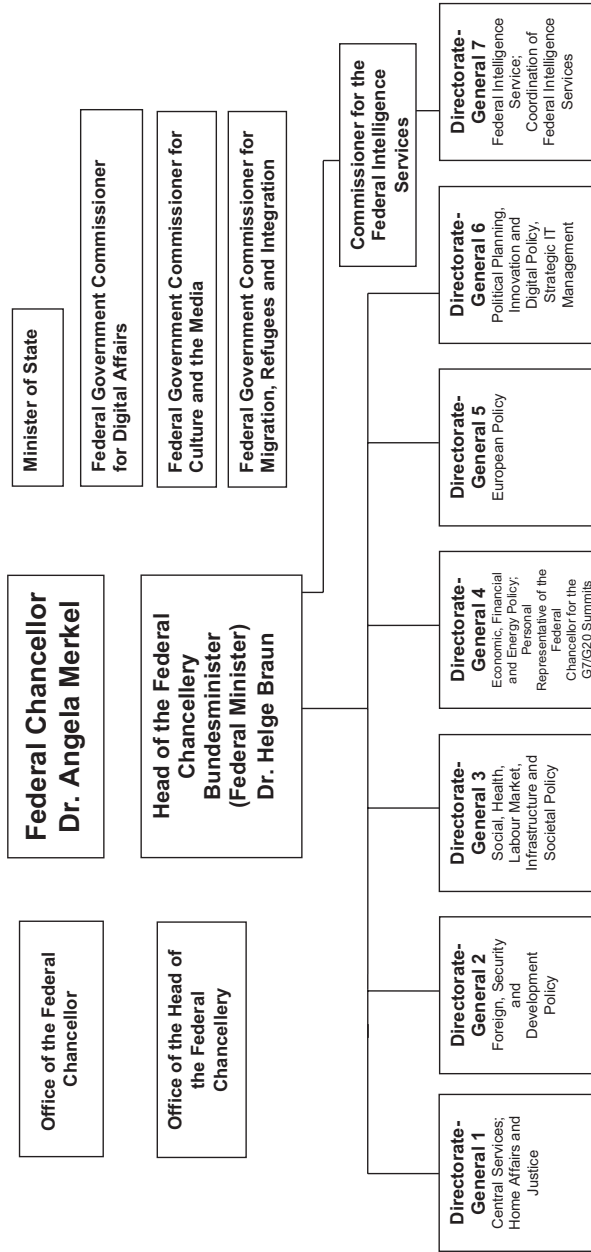 Office of the Federal
Chancellor
Federal Chancellor
Dr. Angela Merkel
Minister of State
Federal Government Commissioner
for Digital Affairs
Office of the Head of
the Federal
Chancellery
Head of the Federal
Chancellery
Bundesminister
(Federal Minister)
Dr. Helge Braun
Federal Government Commissioner for
Culture and the Media
Federal Government Commissioner for
Migration, Refugees and Integration
Commissioner for the
Federal Intelligence
Services
Directorate-
General 1
Central Services;
Home Affairs and
Justice
Directorate-
General 2
Foreign, Security
and
Development
Policy
Directorate-
General 3
Social, Health,
Labour Market,
Infrastructure and
Societal Policy
Directorate-
General 4
Economic, Financial
and Energy Policy;
Personal
Representative of the
Federal
Chancellor for the
G7/G20 Summits
Directorate-
General 5
European Policy
Directorate-
General 6
Political Planning,
Innovation and
Digital Policy,
Strategic IT
Management
Directorate-
General 7
Federal Intelligence
Service;
Coordination of
Federal Intelligence
Services